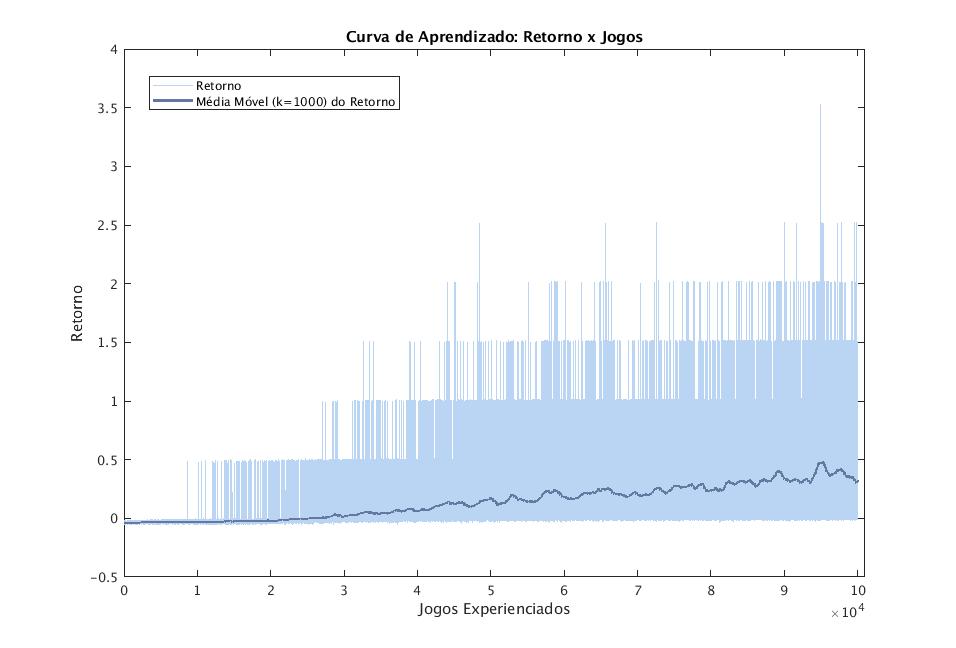 Curva de Aprendizado: Retorno x Jogos
Retorno
Média Móvel (k=1000) do Retorno
4
3.5
3
2.5
2
1.5
1
0.5
0
−0.5
Retorno
0 1 2 3 4 5 6 7 8 9 10
×10^4
Jogos Experienciados